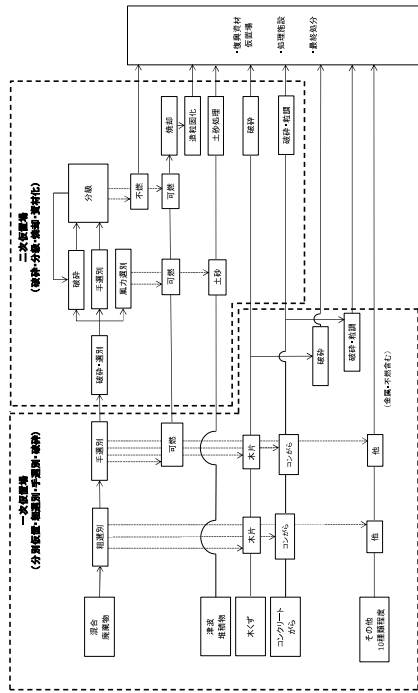 一次仮置場
(分別仮置・粗選別・手選別・破砕)
二次仮置場
(破砕・分級・焼却・資材化)
混合
廃棄物
粗選別
手選別
破砕・選別
破砕
手選別
風力選別
分級
不燃
可燃
可燃
可燃
焼却
造粒固化
津波
堆積物
土砂
土砂処理
木くず
木片
木片
破砕
破砕
コンクリート
がら
コンがら
コンがら
破砕・粒調
破砕・粒調
その他
10種類程度
他
他
(金属・不燃含む)
・復興資材
仮置場
・処理施設
・最終処分